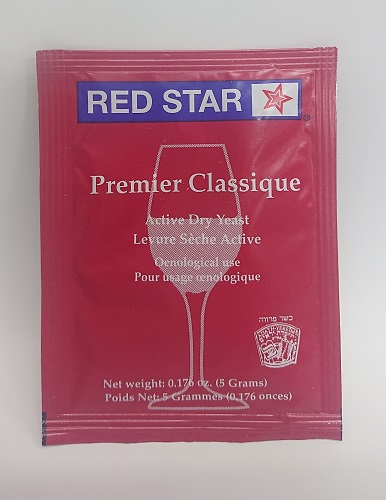 RED STAR
®
Premier Classique
Active Dry Yeast
Levure Sèche Active
Oenological use
Pour usage œnologique
כשר פרווה
Net weight: 0.176 oz. (5 Grams)
Poids Net: 5 Grammes (0.176 onces)